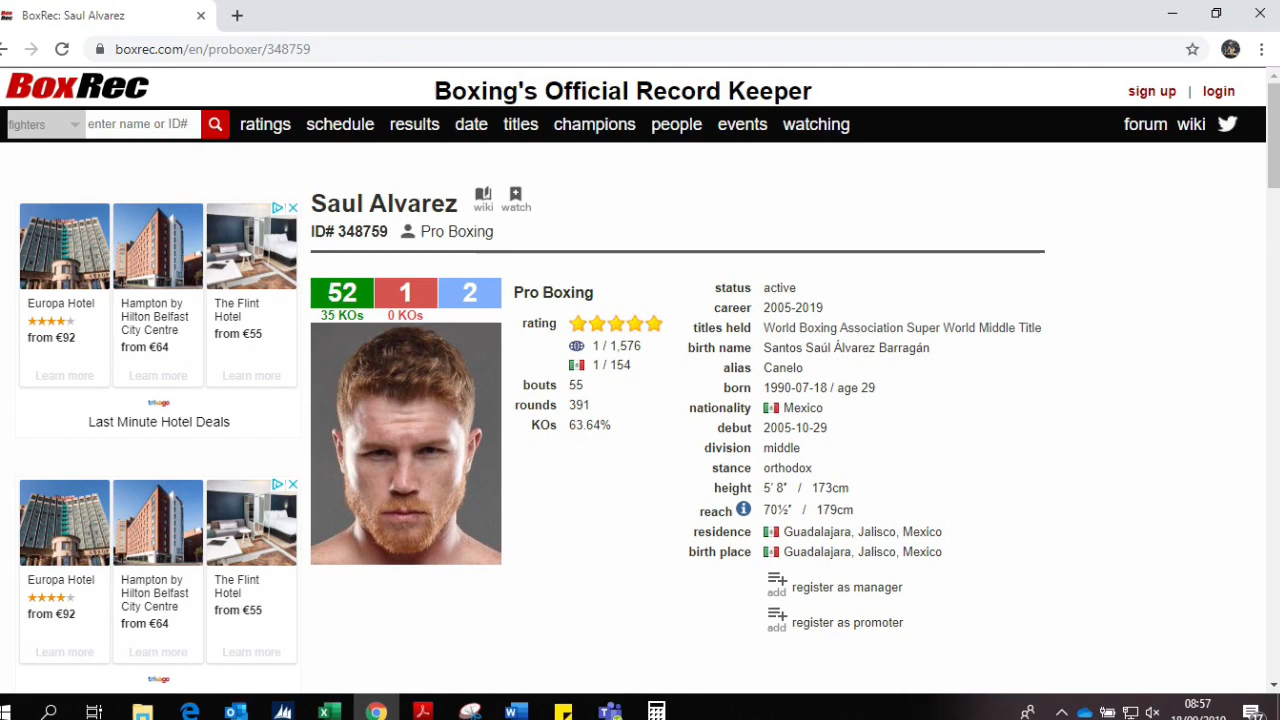 BoxRec: Saul Alvarez
boxrec.com/en/proboxer/348759
BoxRec
Boxing's Official Record Keeper
sign up | login
fighters
enter name or ID#
ratings schedule results date titles champions people events watching
forum wiki
Saul Alvarez
wiki watch
ID# 348759 Pro Boxing
52 1 2
35 KOs 0 KOs
Pro Boxing
rating
1 / 1,576
1 / 154
bouts 55
rounds 391
KOs 63.64%
status active
career 2005-2019
titles held World Boxing Association Super World Middle Title
birth name Santos Saúl Álvarez Barragán
alias Canelo
born 1990-07-18 / age 29
nationality Mexico
debut 2005-10-29
division middle
stance orthodox
height 5′ 8″ / 173cm
reach 70½″ / 179cm
residence Guadalajara, Jalisco, Mexico
birth place Guadalajara, Jalisco, Mexico
add register as manager
add register as promoter
Europa Hotel
from €92
Learn more
Hampton by
Hilton Belfast
City Centre
from €64
Learn more
The Flint
Hotel
from €55
Learn more
trivago
Last Minute Hotel Deals
Europa Hotel
from €92
Learn more
Hampton by
Hilton Belfast
City Centre
from €64
Learn more
The Flint
Hotel
from €55
Learn more
trivago
08:57